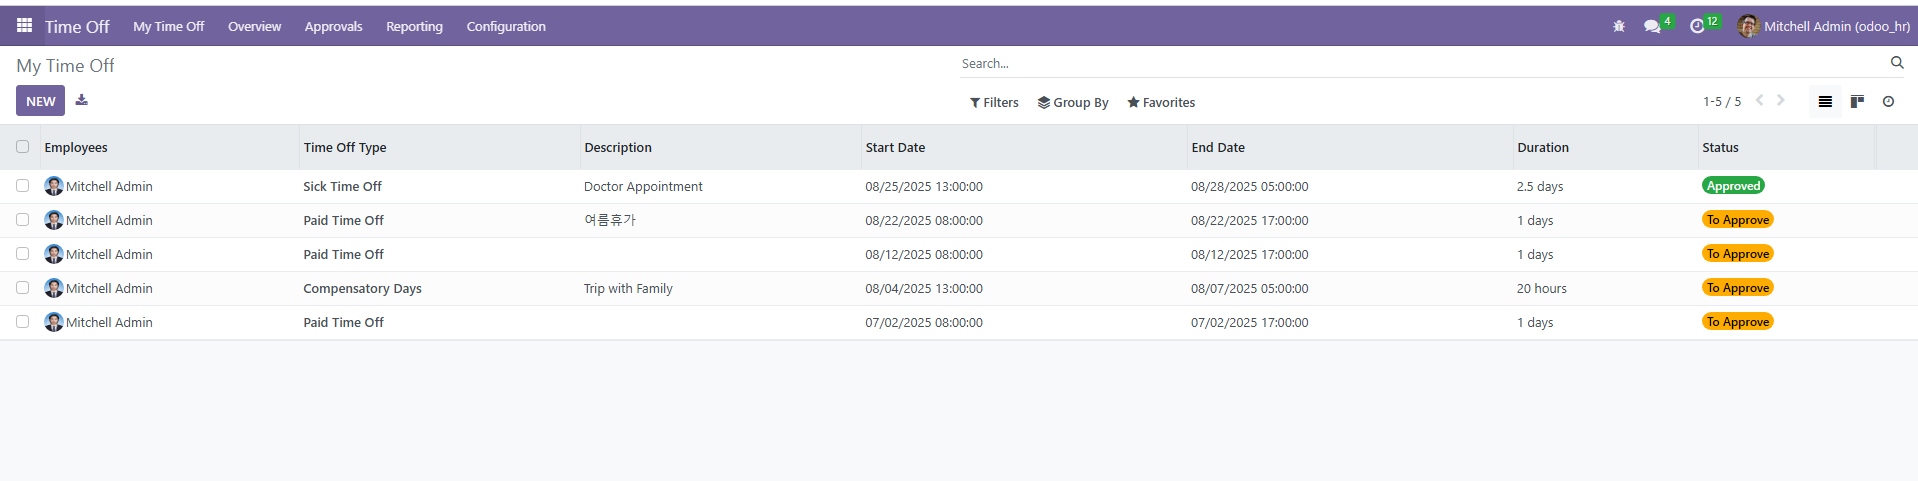 Time Off My Time Off Overview Approvals Reporting Configuration 4 12 Mitchell Admin (odoo_hr)
My Time Off Search...
NEW Filters Group By Favorites 1-5 / 5
Employees Time Off Type Description Start Date End Date Duration Status
Mitchell Admin Sick Time Off Doctor Appointment 08/25/2025 13:00:00 08/28/2025 05:00:00 2.5 days Approved
Mitchell Admin Paid Time Off 여름휴가 08/22/2025 08:00:00 08/22/2025 17:00:00 1 days To Approve
Mitchell Admin Paid Time Off 08/12/2025 08:00:00 08/12/2025 17:00:00 1 days To Approve
Mitchell Admin Compensatory Days Trip with Family 08/04/2025 13:00:00 08/07/2025 05:00:00 20 hours To Approve
Mitchell Admin Paid Time Off 07/02/2025 08:00:00 07/02/2025 17:00:00 1 days To Approve